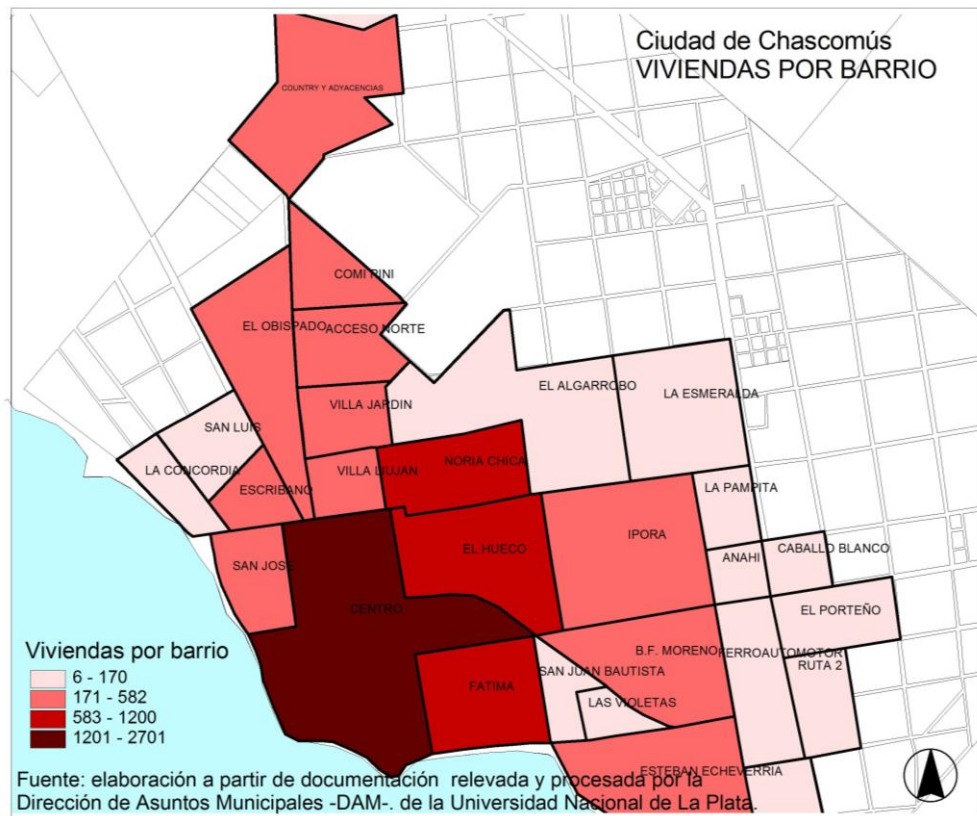 Ciudad de Chascomús
VIVIENDAS POR BARRIO
COUNTRY Y ADYACENCIAS
COMI PINI
EL OBISPADO
ACCESO NORTE
EL ALGARROBO
LA ESMERALDA
VILLA JARDIN
SAN LUIS
LA CONCORDIA
VILLA LIUJAN
NORIA CHICA
ESCRIBANO
LA PAMPITA
IPORA
EL HUECO
ANAHI
CABALLO BLANCO
SAN JOSE
CENTRO
EL PORTEÑO
B.F. MORENO
FERROAUTOMOTOR
RUTA 2
SAN JUAN BAUTISTA
FATIMA
LAS VIOLETAS
ESTEBAN ECHEVERRIA
Viviendas por barrio
6 - 170
171 - 582
583 - 1200
1201 - 2701
Fuente: elaboración a partir de documentación relevada y procesada por la
Dirección de Asuntos Municipales -DAM-. de la Universidad Nacional de La Plata.